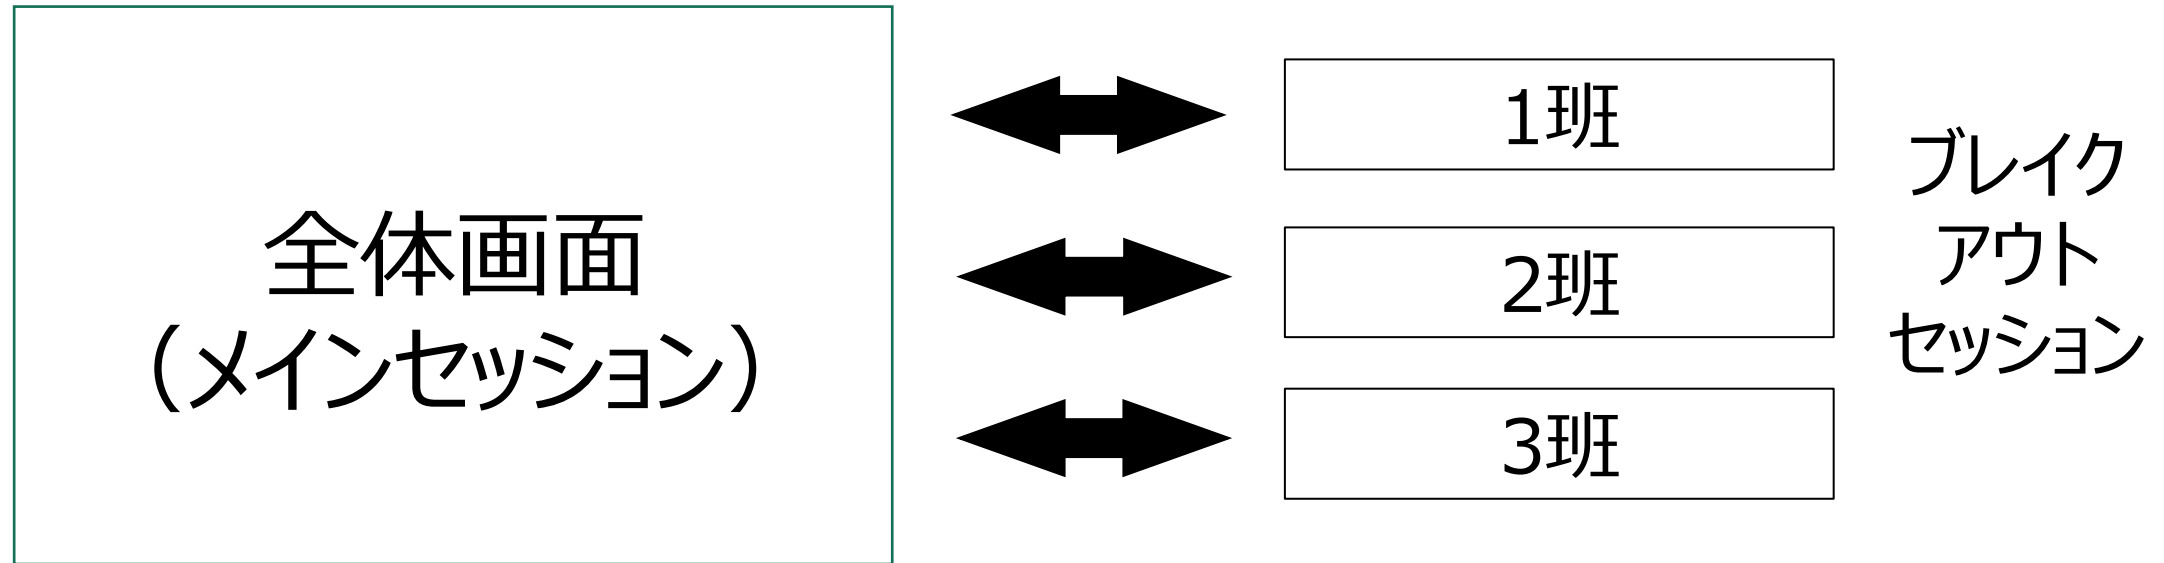 全体画面
（メインセッション）
1班
2班
3班
ブレイク
アウト
セッション